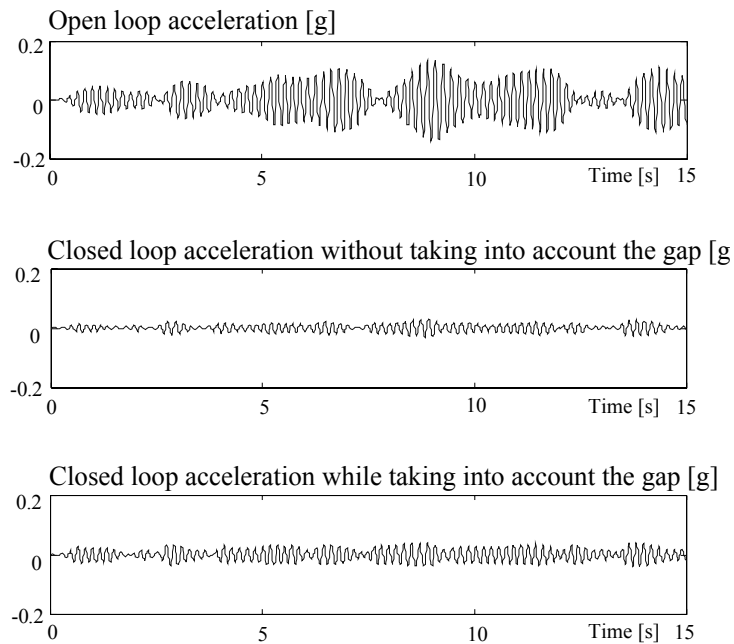 Open loop acceleration [g]
0.2
0
-0.2
0 5 10 Time [s] 15
Closed loop acceleration without taking into account the gap [g
0.2
0
-0.2
0 5 10 Time [s] 15
Closed loop acceleration while taking into account the gap [g]
0.2
0
-0.2
0 5 10 Time [s] 15